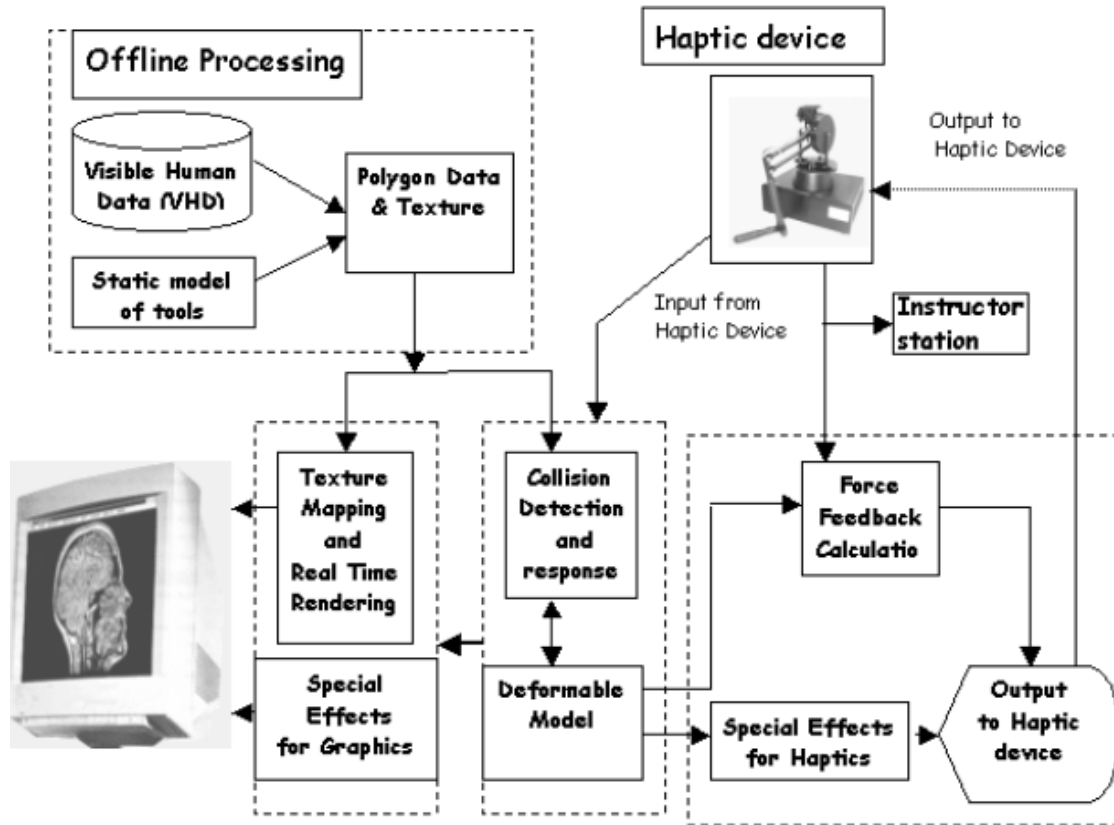 Offline Processing
Haptic device
Visible Human
Data (VHD)
Polygon Data
& Texture
Static model
of tools
Output to
Haptic Device
Input from
Haptic Device
Instructor
station
Texture
Mapping
and
Real Time
Rendering
Collision
Detection
and
response
Force
Feedback
Calculatio
Special
Effects
for Graphics
Deformable
Model
Special Effects
for Haptics
Output
to Haptic
device